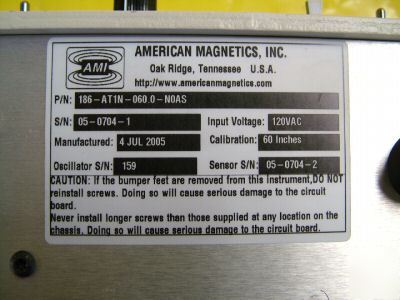 AMERICAN MAGNETICS, INC.
AMI
Oak Ridge, Tennessee U.S.A.
http://www.americanmagnetics.com
P/N: 186-AT1N-060.0-N0AS
S/N: 05-0704-1 Input Voltage: 120VAC
Manufactured: 4 JUL 2005 Calibration: 60 Inches
Oscillator S/N: 159 Sensor S/N: 05-0704-2
CAUTION: If the bumper feet are removed from this instrument,DO NOT
reinstall screws. Doing so will cause serious damage to the circuit
board.
Never install longer screws than those supplied at any location on the
chassis. Doing so will cause serious damage to the circuit board.